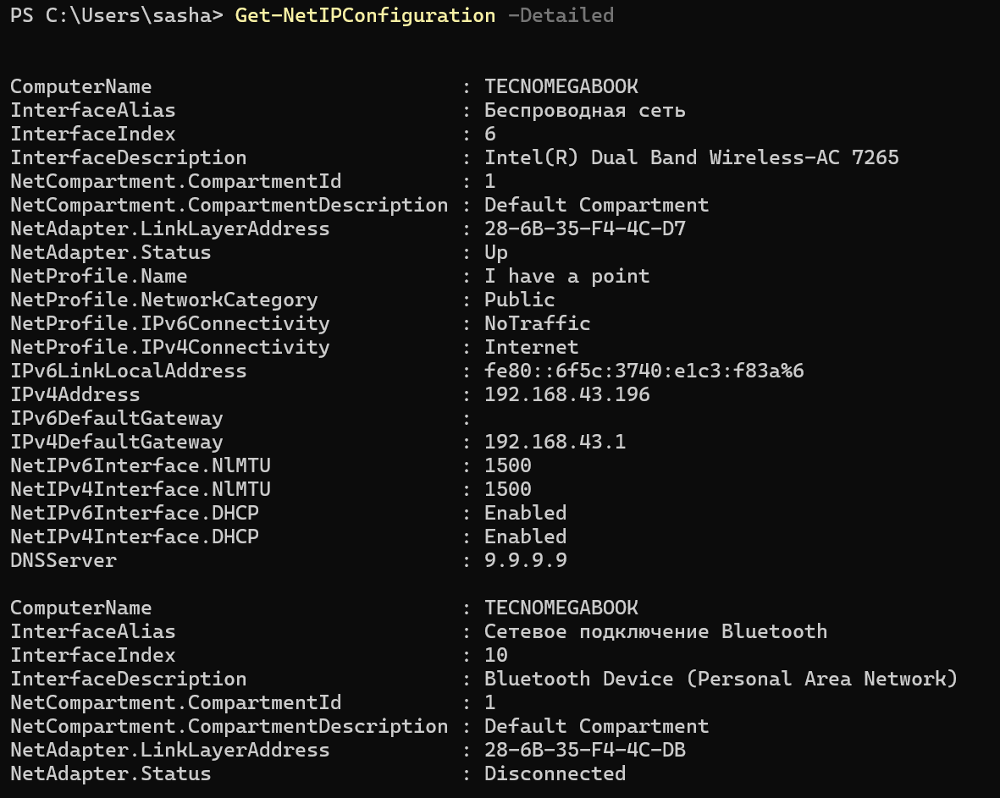 PS C:\Users\sasha> Get-NetIPConfiguration -Detailed
ComputerName : TECNOMEGABOOK
InterfaceAlias : Беспроводная сеть
InterfaceIndex : 6
InterfaceDescription : Intel(R) Dual Band Wireless-AC 7265
NetCompartment.CompartmentId : 1
NetCompartment.CompartmentDescription : Default Compartment
NetAdapter.LinkLayerAddress : 28-6B-35-F4-4C-D7
NetAdapter.Status : Up
NetProfile.Name : I have a point
NetProfile.NetworkCategory : Public
NetProfile.IPv6Connectivity : NoTraffic
NetProfile.IPv4Connectivity : Internet
IPv6LinkLocalAddress : fe80::6f5c:3740:e1c3:f83a%6
IPv4Address : 192.168.43.196
IPv6DefaultGateway :
IPv4DefaultGateway : 192.168.43.1
NetIPv6Interface.NlMTU : 1500
NetIPv4Interface.NlMTU : 1500
NetIPv6Interface.DHCP : Enabled
NetIPv4Interface.DHCP : Enabled
DNSServer : 9.9.9.9
ComputerName : TECNOMEGABOOK
InterfaceAlias : Сетевое подключение Bluetooth
InterfaceIndex : 10
InterfaceDescription : Bluetooth Device (Personal Area Network)
NetCompartment.CompartmentId : 1
NetCompartment.CompartmentDescription : Default Compartment
NetAdapter.LinkLayerAddress : 28-6B-35-F4-4C-DB
NetAdapter.Status : Disconnected